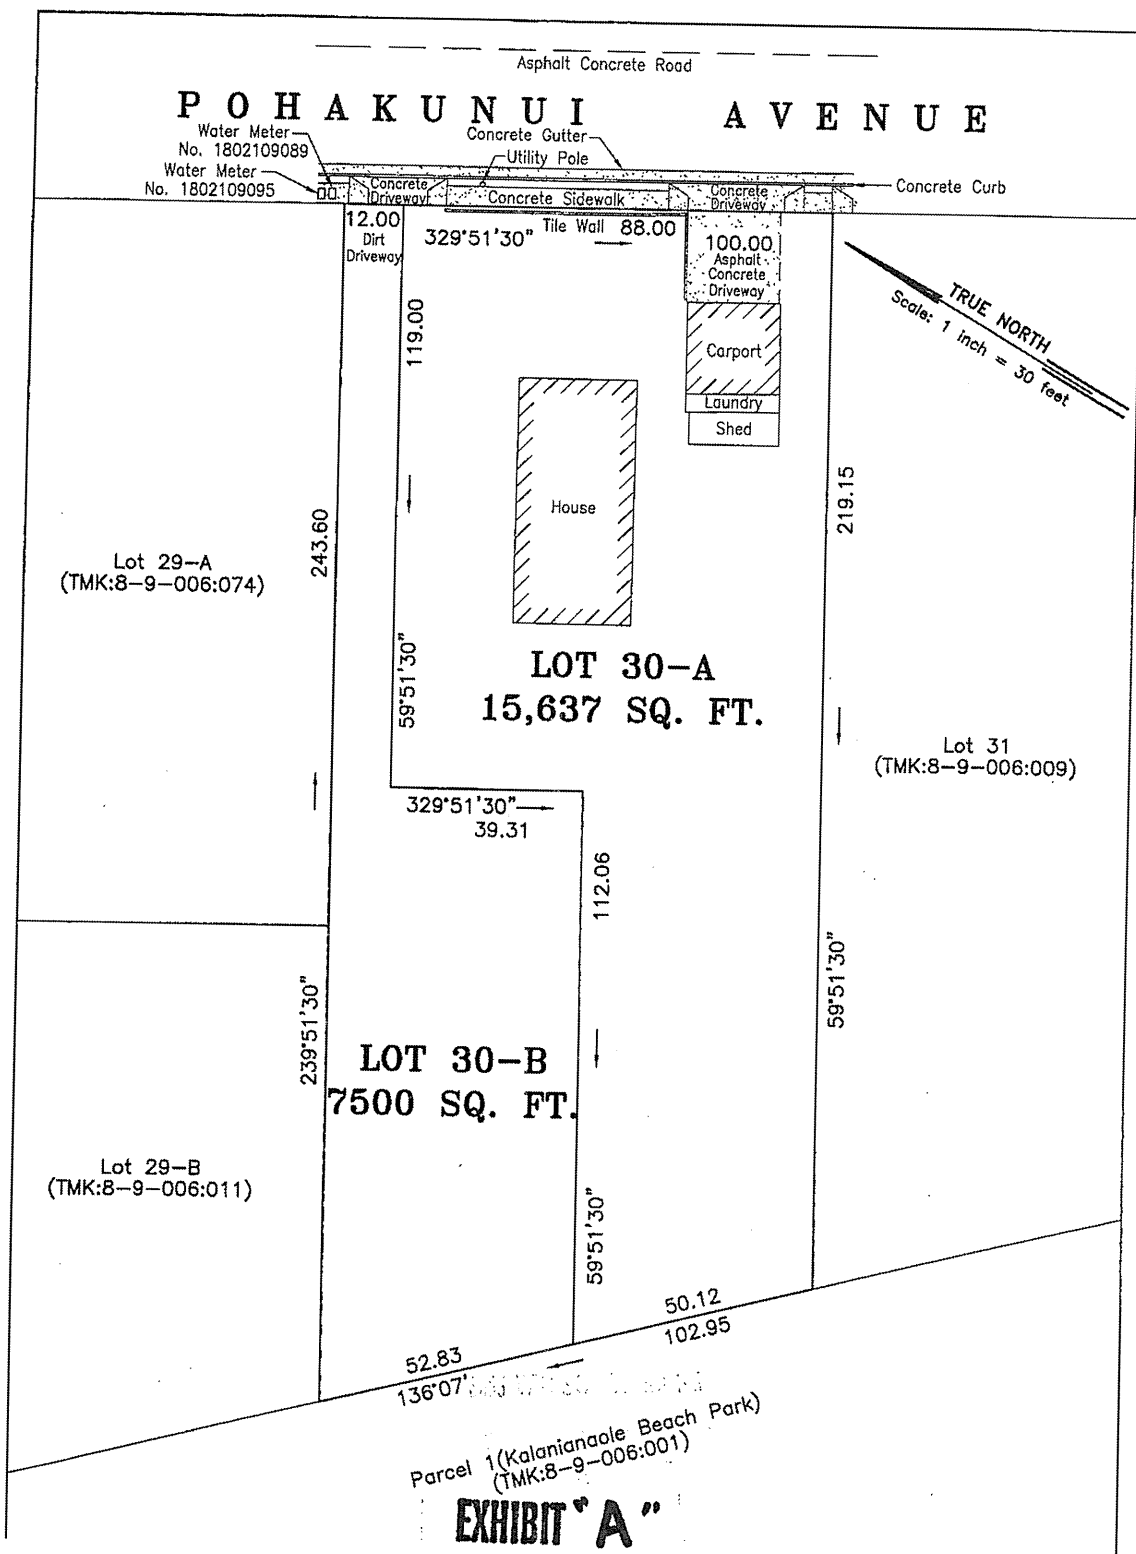 Asphalt Concrete Road
POHAKUNUI AVENUE
Water Meter
No. 1802109089
Concrete Gutter
Utility Pole
Water Meter
No. 1802109095
Concrete
Driveway
Concrete Sidewalk
Concrete
Driveway
Concrete Curb
12.00
Dirt
Driveway
329°51'30"
Tile Wall
88.00
100.00
Asphalt
Concrete
Driveway
TRUE NORTH
Scale: 1 inch = 30 feet
119.00
Carport
Laundry
Shed
House
243.60
219.15
Lot 29-A
(TMK:8-9-006:074)
59°51'30"
LOT 30-A
15,637 SQ. FT.
Lot 31
(TMK:8-9-006:009)
329°51'30"
39.31
112.06
59°51'30"
239°51'30"
LOT 30-B
7500 SQ. FT.
Lot 29-B
(TMK:8-9-006:011)
59°51'30"
50.12
102.95
52.83
136°07'
Parcel 1(Kalanianaole Beach Park)
(TMK:8-9-006:001)
EXHIBIT "A"